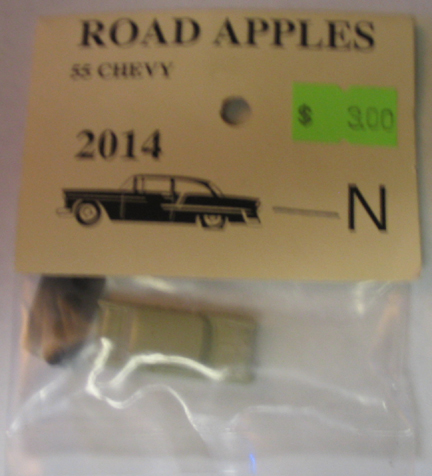 ROAD APPLES
55 CHEVY
$ 3.00
2014
N